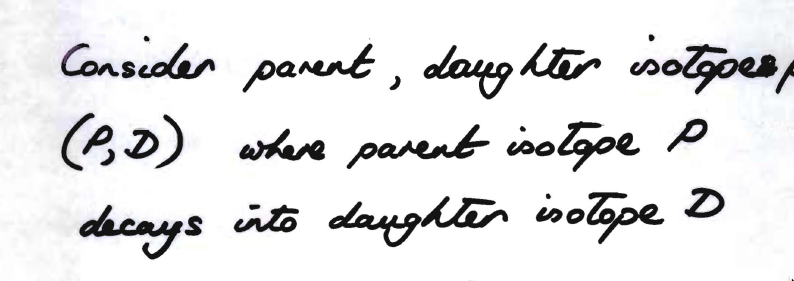 Consider parent, daughter isotopes
(P, D) where parent isotope P
decays into daughter isotope D